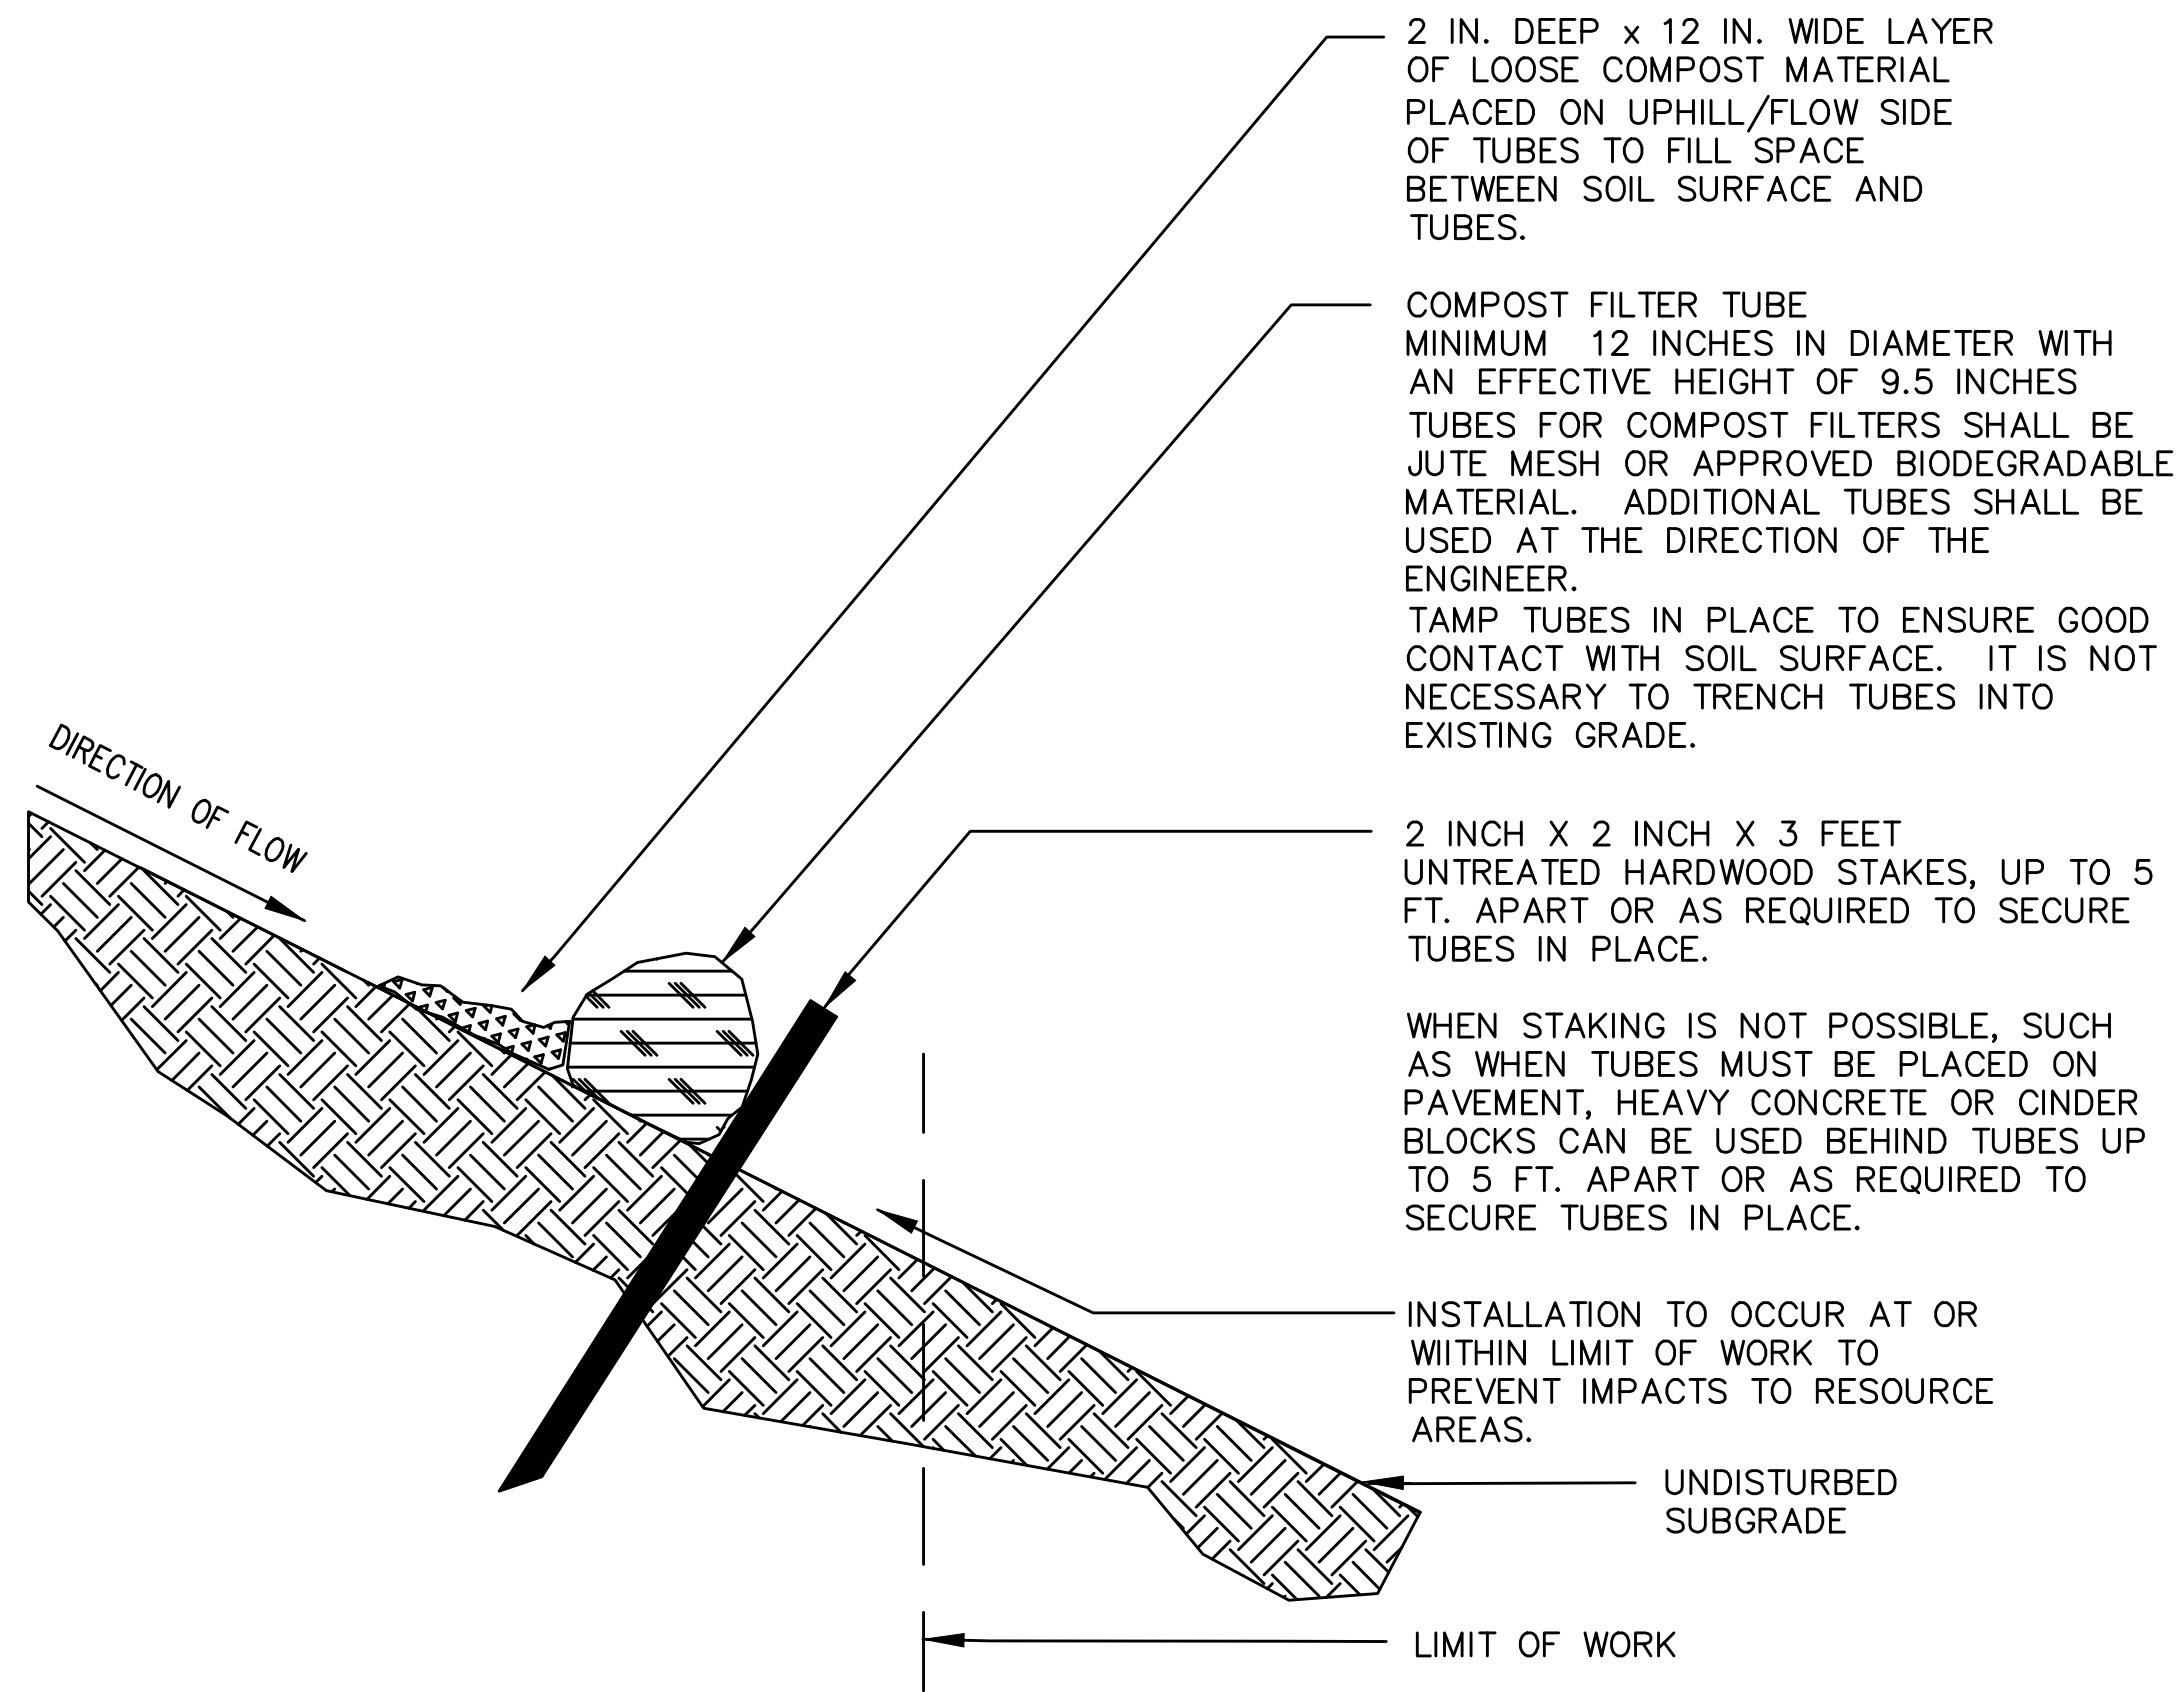 2 IN. DEEP x 12 IN. WIDE LAYER
OF LOOSE COMPOST MATERIAL
PLACED ON UPHILL/FLOW SIDE
OF TUBES TO FILL SPACE
BETWEEN SOIL SURFACE AND
TUBES.
COMPOST FILTER TUBE
MINIMUM 12 INCHES IN DIAMETER WITH
AN EFFECTIVE HEIGHT OF 9.5 INCHES
TUBES FOR COMPOST FILTERS SHALL BE
JUTE MESH OR APPROVED BIODEGRADABLE
MATERIAL. ADDITIONAL TUBES SHALL BE
USED AT THE DIRECTION OF THE
ENGINEER.
TAMP TUBES IN PLACE TO ENSURE GOOD
CONTACT WITH SOIL SURFACE. IT IS NOT
NECESSARY TO TRENCH TUBES INTO
EXISTING GRADE.
DIRECTION OF FLOW
2 INCH X 2 INCH X 3 FEET
UNTREATED HARDWOOD STAKES, UP TO 5
FT. APART OR AS REQUIRED TO SECURE
TUBES IN PLACE.
WHEN STAKING IS NOT POSSIBLE, SUCH
AS WHEN TUBES MUST BE PLACED ON
PAVEMENT, HEAVY CONCRETE OR CINDER
BLOCKS CAN BE USED BEHIND TUBES UP
TO 5 FT. APART OR AS REQUIRED TO
SECURE TUBES IN PLACE.
INSTALLATION TO OCCUR AT OR
WIITHIN LIMIT OF WORK TO
PREVENT IMPACTS TO RESOURCE
AREAS.
UNDISTURBED
SUBGRADE
LIMIT OF WORK